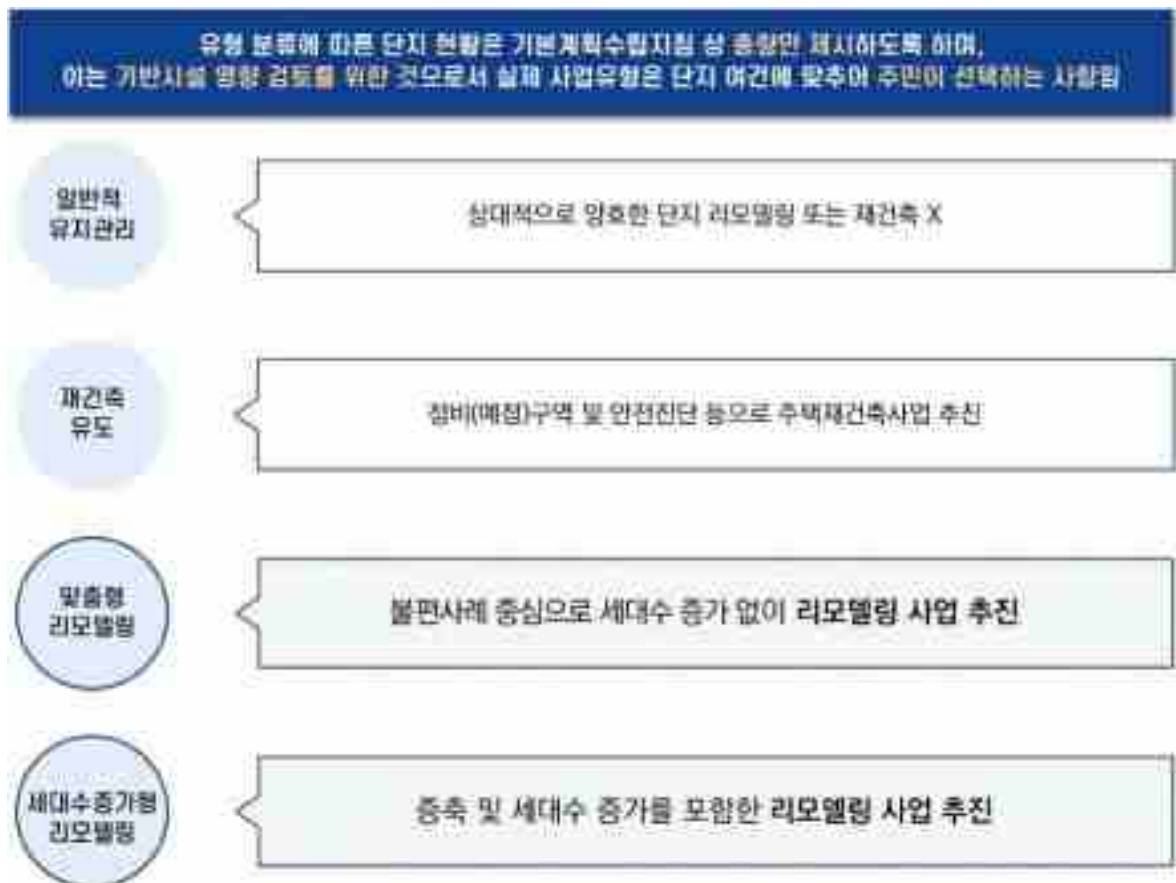 유형 분류에 따른 단지 현황은 기본계획수립지침 상 총량만 제시하도록 하며,
이는 기반시설 영향 검토를 위한 것으로서 실제 사업유형은 단지 여건에 맞추어 주민이 선택하는 사항임
일반적
유지관리
상대적으로 양호한 단지 리모델링 또는 재건축 X
재건축
유도
정비(예정)구역 및 안전진단 등으로 주택재건축사업 추진
맞춤형
리모델링
불편사례 중심으로 세대수 증가 없이 리모델링 사업 추진
세대수증가형
리모델링
증축 및 세대수 증가를 포함한 리모델링 사업 추진